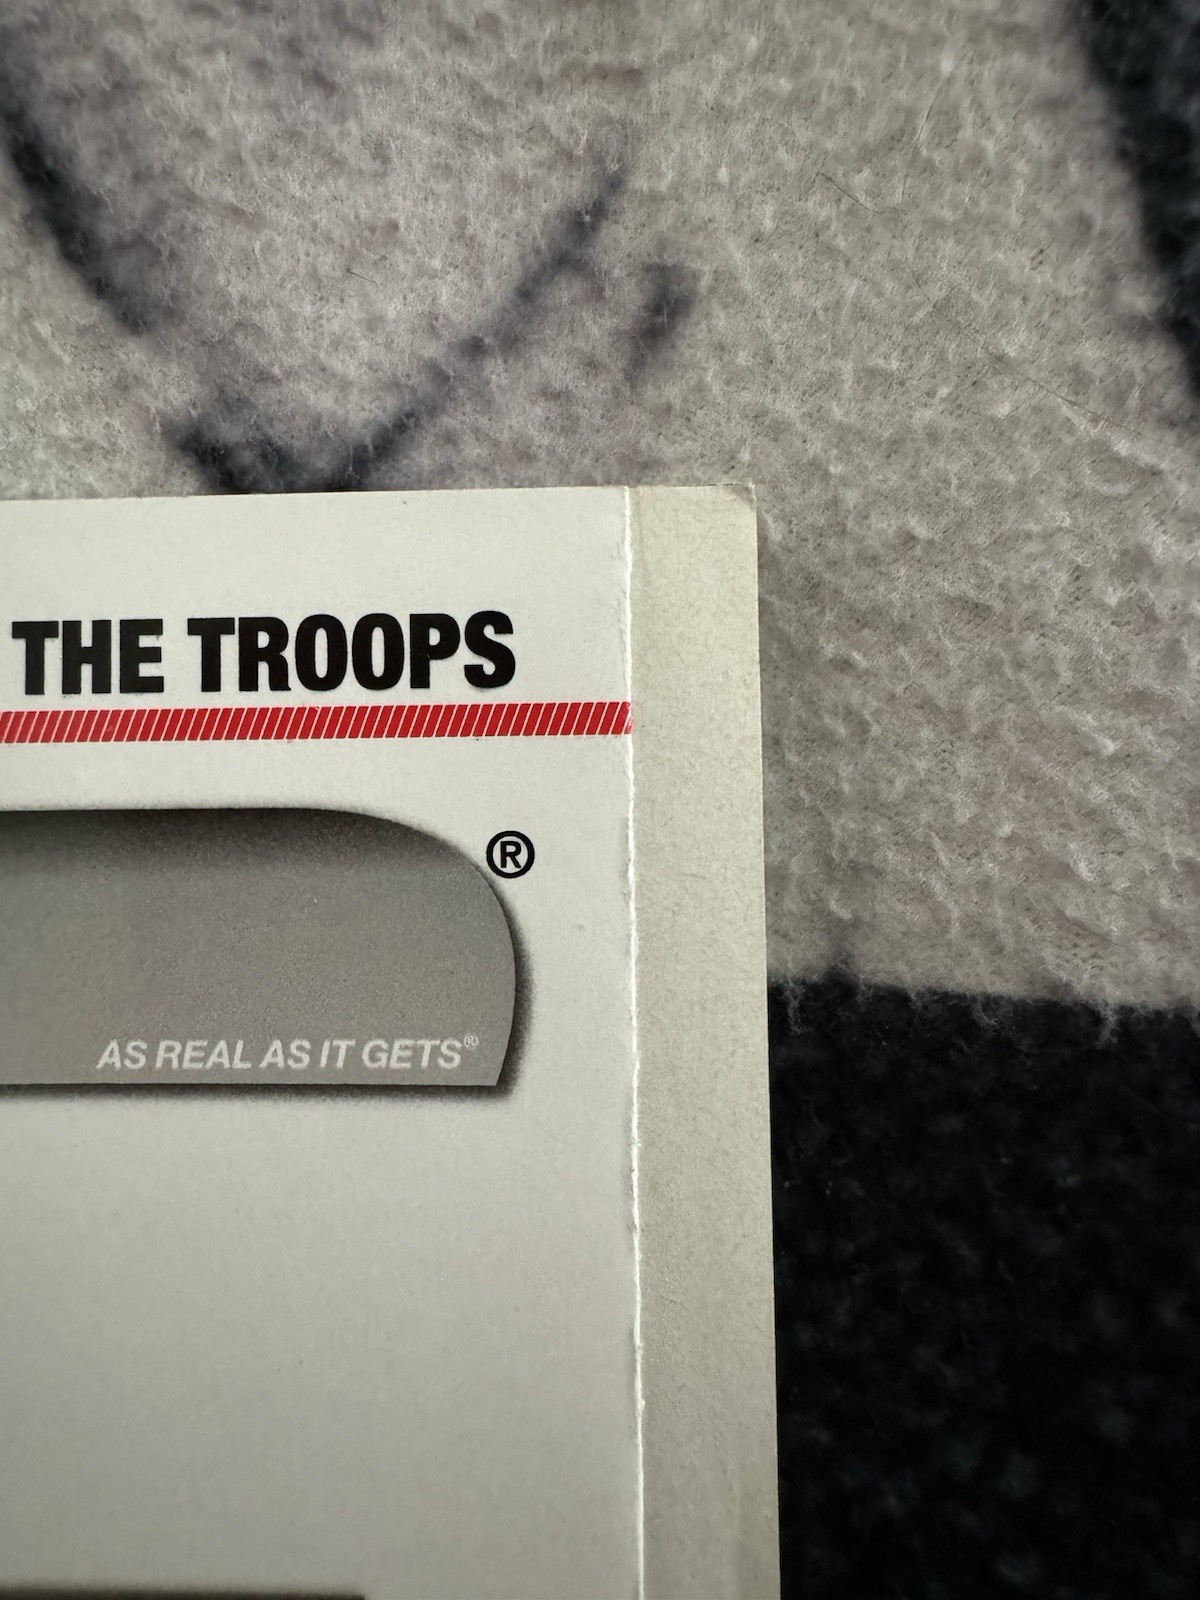 THE TROOPS
®
AS REAL AS IT GETS®